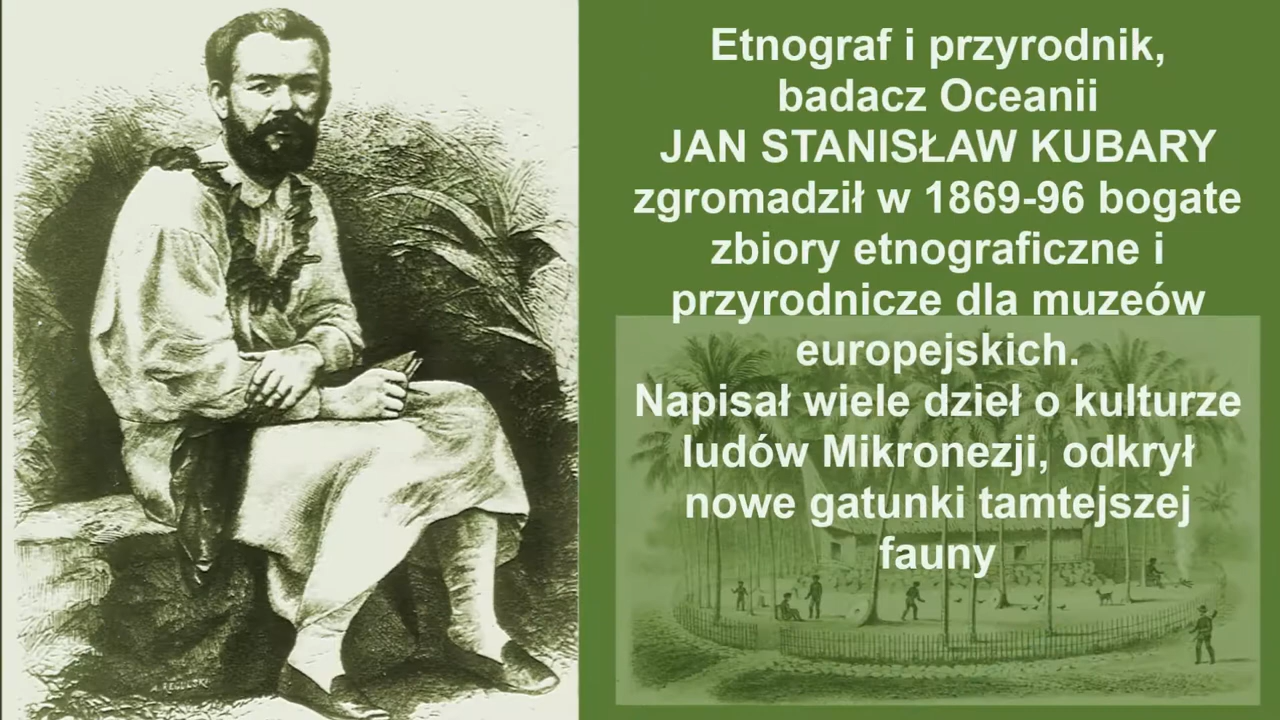 Etnograf i przyrodnik,
badacz Oceanii
JAN STANISŁAW KUBARY
zgromadził w 1869-96 bogate
zbiory etnograficzne i
przyrodnicze dla muzeów
europejskich.
Napisał wiele dzieł o kulturze
ludów Mikronezji, odkrył
nowe gatunki tamtejszej
fauny